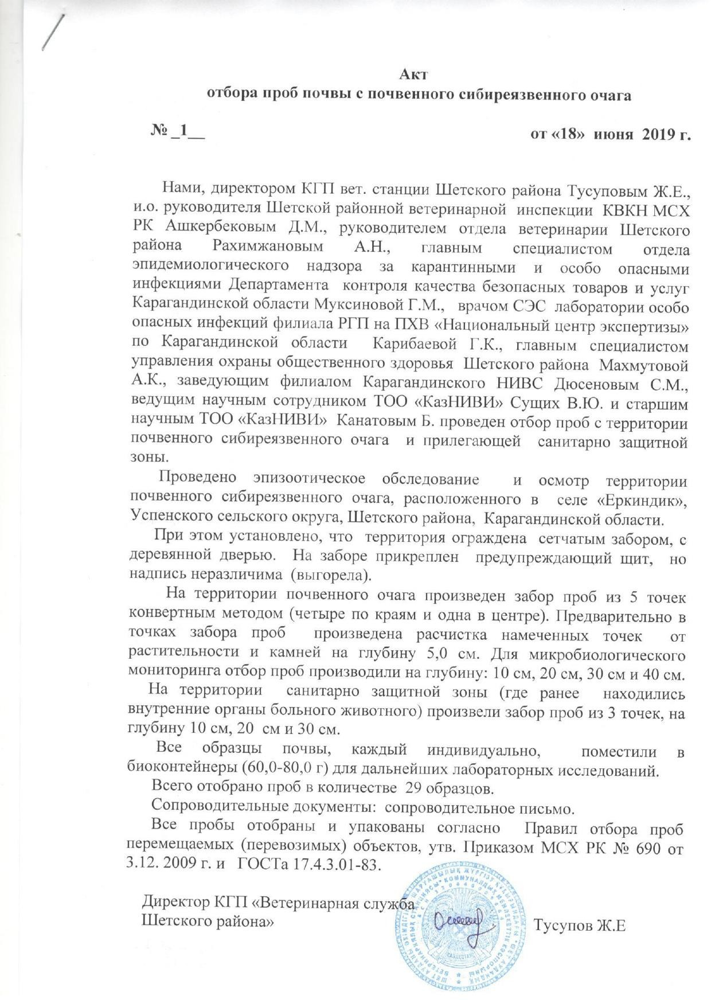 Акт
отбора проб почвы с почвенного сибиреязвенного очага
№ _1__ от «18» июня 2019 г.
Нами, директором КГП вет. станции Шетского района Тусуповым Ж.Е.,
и.о. руководителя Шетской районной ветеринарной инспекции КВКН МСХ
РК Ашкербековым Д.М., руководителем отдела ветеринарии Шетского
района Рахимжановым А.Н., главным специалистом отдела
эпидемиологического надзора за карантинными и особо опасными
инфекциями Департамента контроля качества безопасных товаров и услуг
Карагандинской области Муксиновой Г.М., врачом СЭС лаборатории особо
опасных инфекций филиала РГП на ПХВ «Национальный центр экспертизы»
по Карагандинской области Карибаевой Г.К., главным специалистом
управления охраны общественного здоровья Шетского района Махмутовой
А.К., заведующим филиалом Карагандинского НИВС Дюсеновым С.М.,
ведущим научным сотрудником ТОО «КазНИВИ» Сущих В.Ю. и старшим
научным ТОО «КазНИВИ» Канатовым Б. проведен отбор проб с территории
почвенного сибиреязвенного очага и прилегающей санитарно защитной
зоны.
Проведено эпизоотическое обследование и осмотр территории
почвенного сибиреязвенного очага, расположенного в селе «Еркиндик»,
Успенского сельского округа, Шетского района, Карагандинской области.
При этом установлено, что территория ограждена сетчатым забором, с
деревянной дверью. На заборе прикреплен предупреждающий щит, но
надпись неразличима (выгорела).
На территории почвенного очага произведен забор проб из 5 точек
конвертным методом (четыре по краям и одна в центре). Предварительно в
точках забора проб произведена расчистка намеченных точек от
растительности и камней на глубину 5,0 см. Для микробиологического
мониторинга отбор проб производили на глубину: 10 см, 20 см, 30 см и 40 см.
На территории санитарно защитной зоны (где ранее находились
внутренние органы больного животного) произвели забор проб из 3 точек, на
глубину 10 см, 20 см и 30 см.
Все образцы почвы, каждый индивидуально, поместили в
биоконтейнеры (60,0-80,0 г) для дальнейших лабораторных исследований.
Всего отобрано проб в количестве 29 образцов.
Сопроводительные документы: сопроводительное письмо.
Все пробы отобраны и упакованы согласно Правил отбора проб
перемещаемых (перевозимых) объектов, утв. Приказом МСХ РК № 690 от
3.12. 2009 г. и ГОСТа 17.4.3.01-83.
Директор КГП «Ветеринарная служба
Шетского района» Тусупов Ж.Е
ҚАЗАҚСТАН